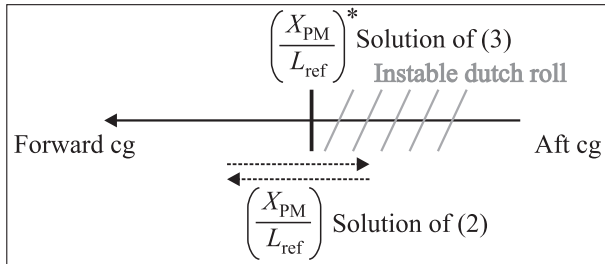 (X_PM / L_ref)* Solution of (3)
Instable dutch roll
Forward cg
Aft cg
(X_PM / L_ref) Solution of (2)